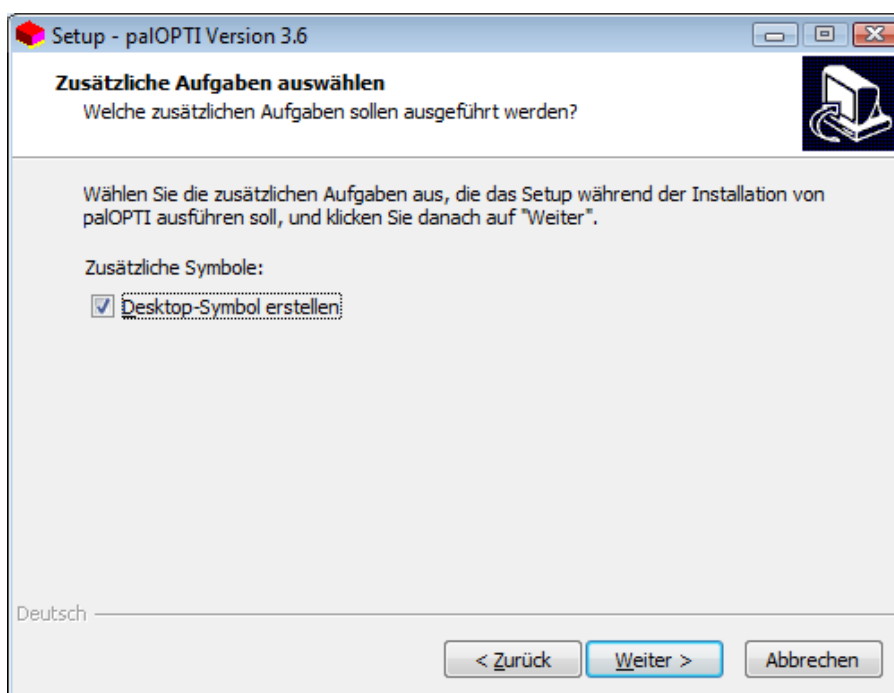 Setup - palOPTI Version 3.6
Zusätzliche Aufgaben auswählen
Welche zusätzlichen Aufgaben sollen ausgeführt werden?
Wählen Sie die zusätzlichen Aufgaben aus, die das Setup während der Installation von
palOPTI ausführen soll, und klicken Sie danach auf "Weiter".
Zusätzliche Symbole:
Desktop-Symbol erstellen
Deutsch
< Zurück Weiter > Abbrechen